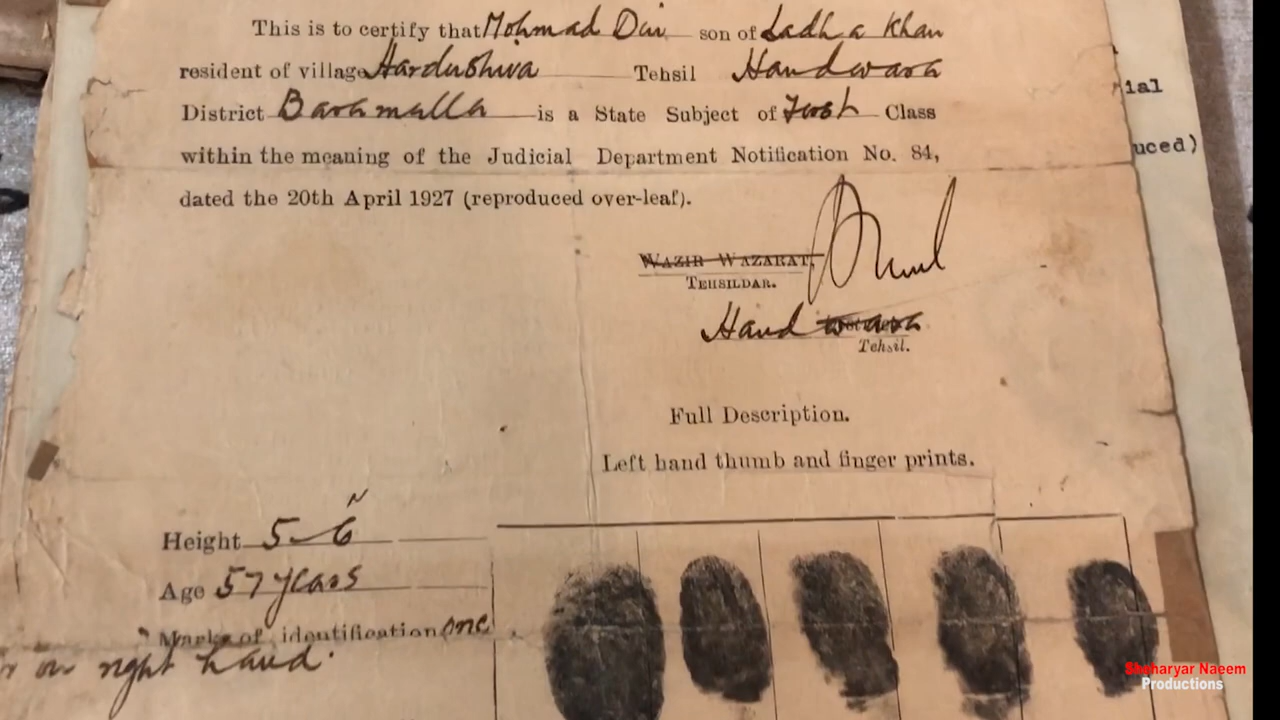 This is to certify that Mohmad Din son of Ladha Khan
resident of village Hardushiva Tehsil Handwara
District Baramulla is a State Subject of First Class
within the meaning of the Judicial Department Notification No. 84,
dated the 20th April 1927 (reproduced over-leaf).
WAZIR WAZARAT,
TEHSILDAR.
Handwara
Tehsil.
Full Description.
Left hand thumb and finger prints.
Height 5-6"
Age 57 years
Marks of identification one
on right hand.
ial
uced)
Shaharyar Naeem
Productions